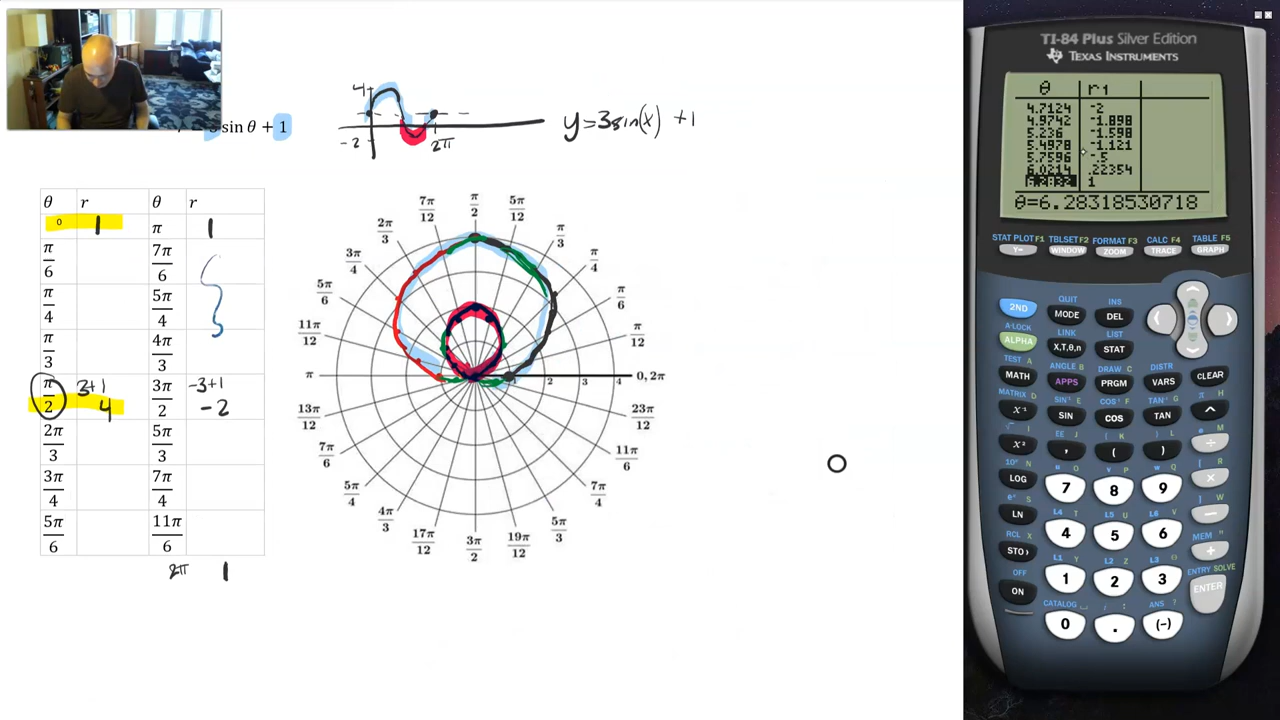 sin θ + 1
4
-2
2π
y=3sin(x) +1
θ r θ r
0 1 π 1
π/6 7π/6
π/4 5π/4
π/3 4π/3
π/2 3+1 4 3π/2 -3+1 -2
2π/3 5π/3
3π/4 7π/4
5π/6 11π/6
2π 1
π/2
7π/12 5π/12
2π/3 π/3
3π/4 π/4
5π/6 π/6
11π/12 π/12
π 1 2 3 4 0, 2π
13π/12 23π/12
7π/6 11π/6
5π/4 7π/4
4π/3 5π/3
17π/12 19π/12
3π/2
TI-84 Plus Silver Edition
TEXAS INSTRUMENTS
θ r1
4.7124 -2
4.9742 -1.898
5.236 -1.598
5.4978 -1.121
5.7596 -.5
6.0214 .22354
6.2832 1
θ=6.28318530718
STAT PLOT F1 TBLSET F2 FORMAT F3 CALC F4 TABLE F5
Y= WINDOW ZOOM TRACE GRAPH
QUIT INS
2ND MODE DEL
A-LOCK LINK LIST
ALPHA X,T,θ,n STAT
TEST A ANGLE B DRAW C DISTR
MATH APPS PRGM VARS CLEAR
MATRIX D SIN⁻¹ E COS⁻¹ F TAN⁻¹ G π H
x⁻¹ SIN COS TAN ^
√ I EE J { K } L e M
x² , ( ) ÷
10ˣ N u O v P w Q [ R
LOG 7 8 9 ×
eˣ S L4 T L5 U L6 V ] W
LN 4 5 6 −
RCL X L1 Y L2 Z L3 θ MEM "
STO› 1 2 3 +
OFF CATALOG i : ANS ? ENTRY SOLVE
ON 0 . (-) ENTER